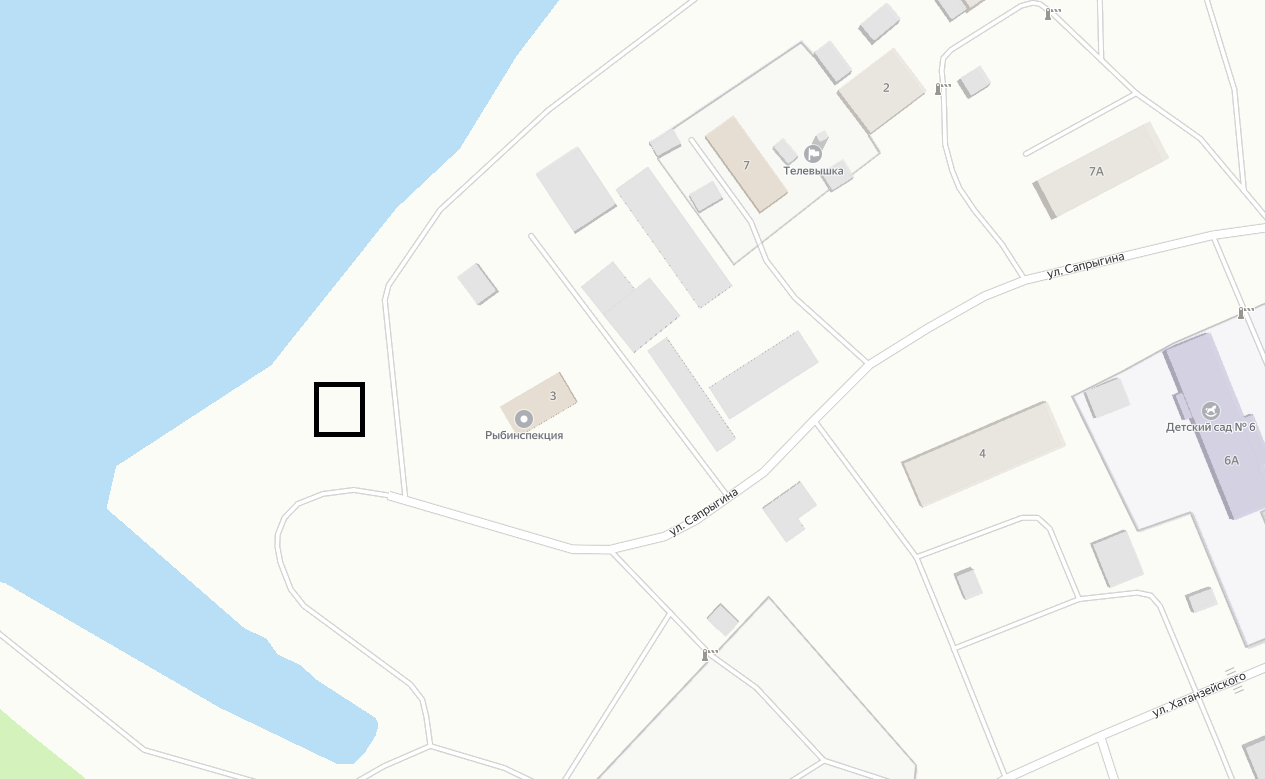 2
7
Телевышка
7А
ул. Сапрыгина
3
Рыбинспекция
Детский сад № 6
4
6А
ул. Сапрыгина
ул. Хатанзейского